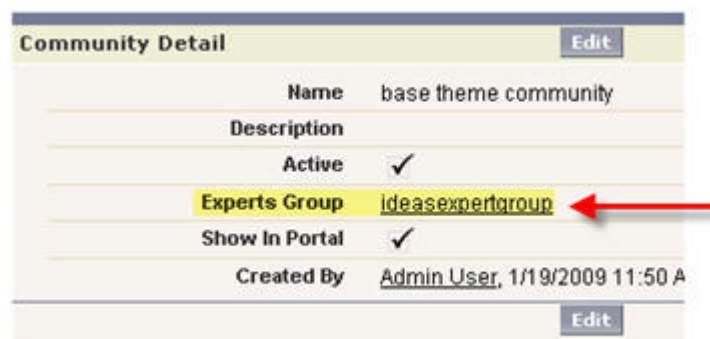 Community Detail Edit
Name base theme community
Description
Active
Experts Group ideasexpertgroup
Show In Portal
Created By Admin User, 1/19/2009 11:50 A
Edit